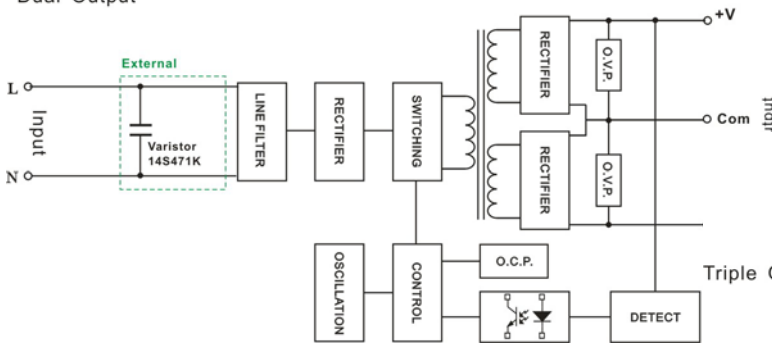 Dual Output
+V
External
L
Input
N
Varistor
14S471K
LINE FILTER
RECTIFIER
SWITCHING
RECTIFIER
RECTIFIER
O.V.P.
O.V.P.
Com
OSCILLATION
CONTROL
O.C.P.
DETECT
Triple